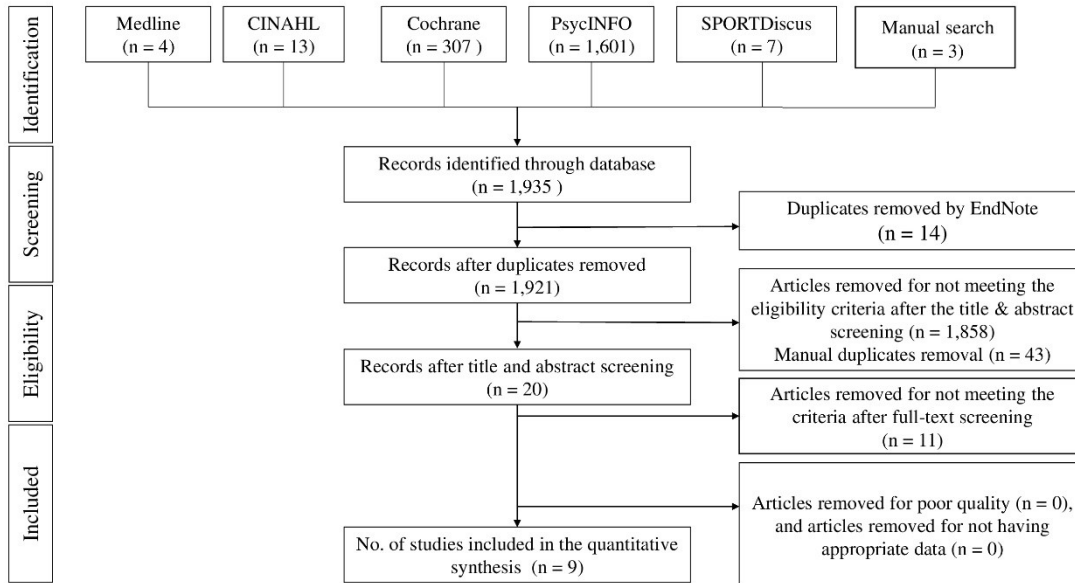 Identification
Medline
(n = 4)
CINAHL
(n = 13)
Cochrane
(n = 307 )
PsycINFO
(n = 1,601)
SPORTDiscus
(n = 7)
Manual search
(n = 3)
Screening
Records identified through database
(n = 1,935 )
Duplicates removed by EndNote
(n = 14)
Records after duplicates removed
(n = 1,921)
Eligibility
Articles removed for not meeting the
eligibility criteria after the title & abstract
screening (n = 1,858)
Manual duplicates removal (n = 43)
Records after title and abstract screening
(n = 20)
Articles removed for not meeting the
criteria after full-text screening
(n = 11)
Included
Articles removed for poor quality (n = 0),
and articles removed for not having
appropriate data (n = 0)
No. of studies included in the quantitative
synthesis (n = 9)